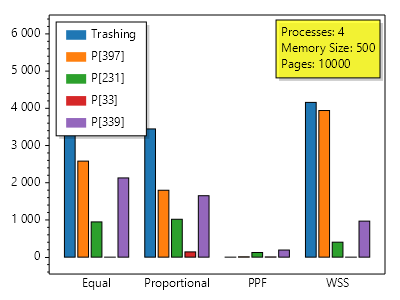 6 000
5 000
4 000
3 000
2 000
1 000
0
Trashing
P[397]
P[231]
P[33]
P[339]
Processes: 4
Memory Size: 500
Pages: 10000
Equal
Proportional
PPF
WSS